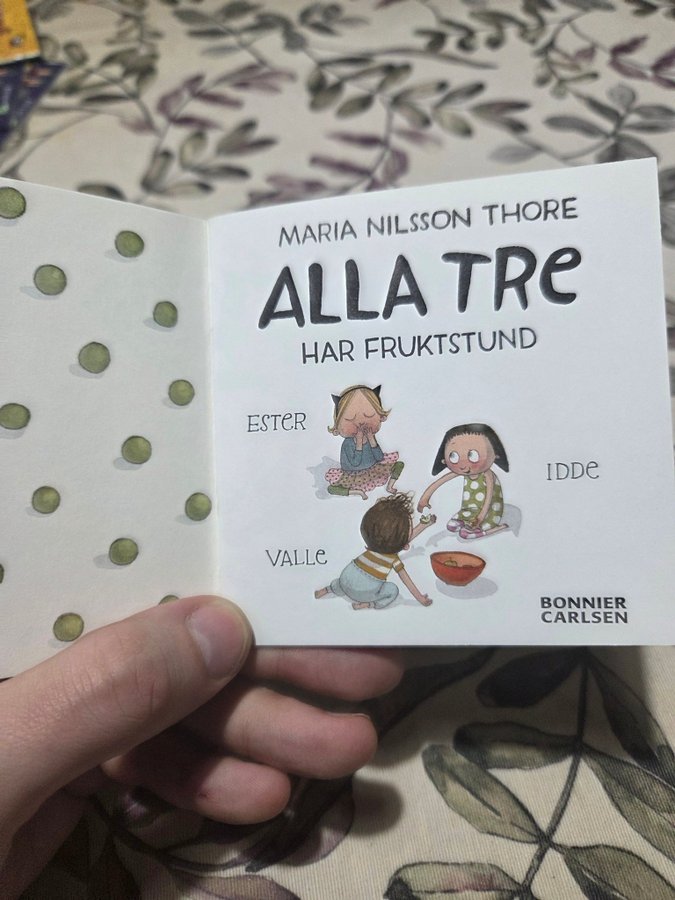 MARIA NILSSON THORE
ALLA TRE
HAR FRUKTSTUND
ESTER
IDDE
VALLE
BONNIER
CARLSEN